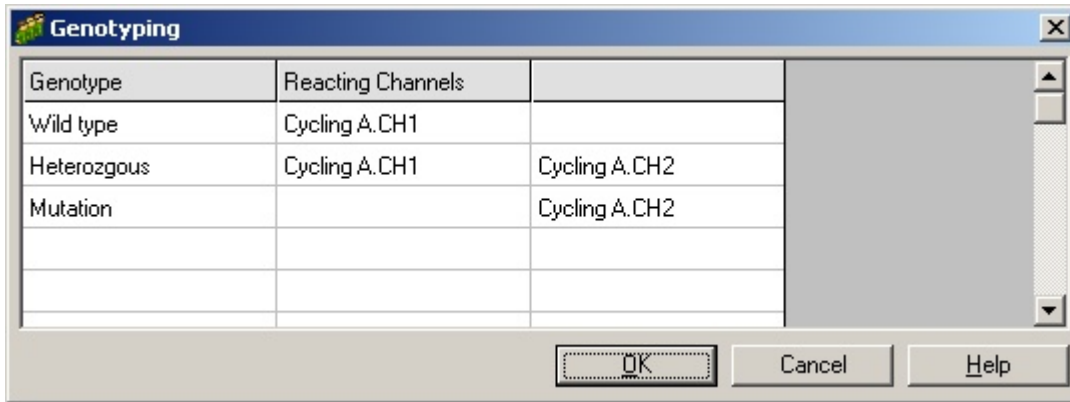 Genotyping
Genotype Reacting Channels
Wild type Cycling A.CH1
Heterozgous Cycling A.CH1 Cycling A.CH2
Mutation Cycling A.CH2
OK Cancel Help